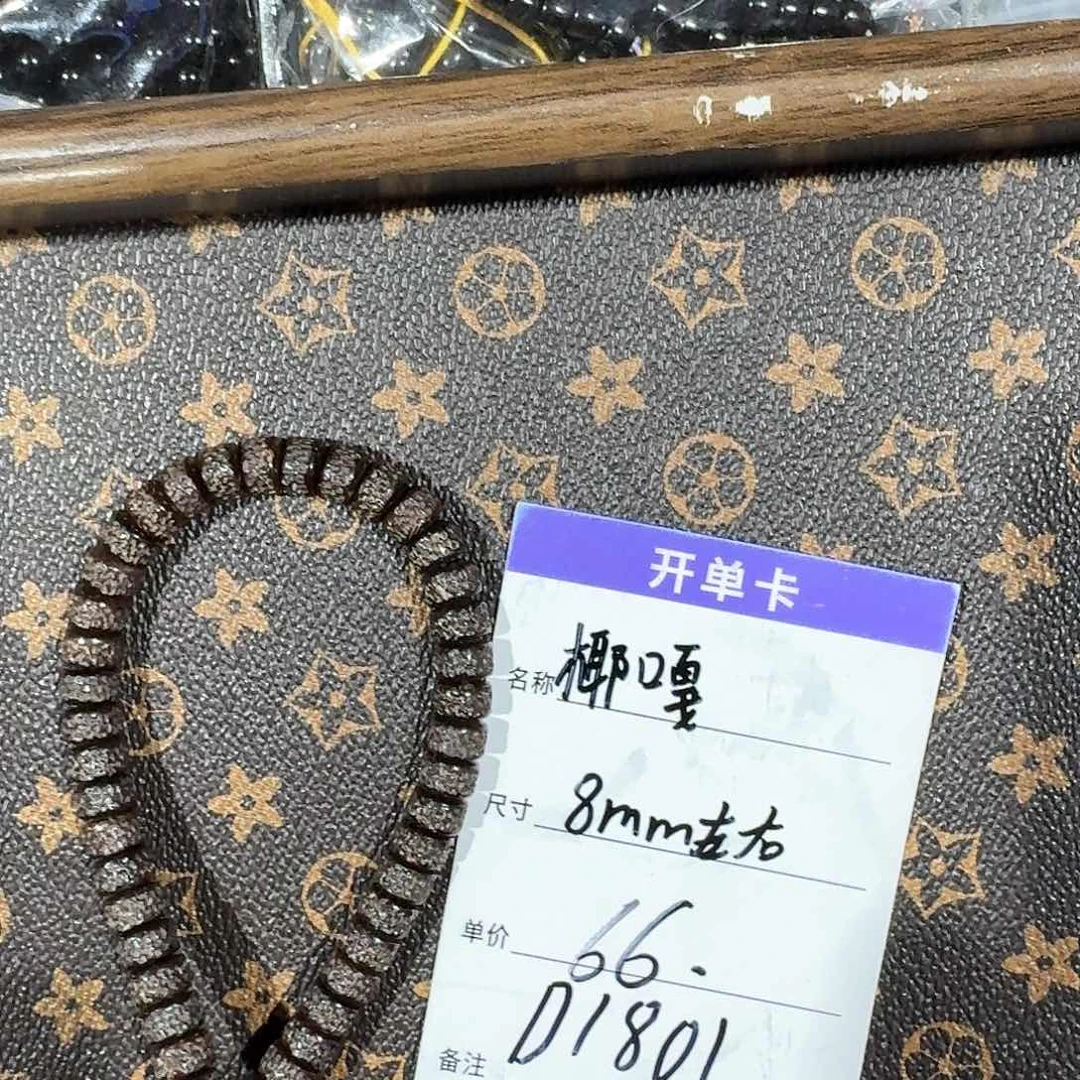 开单卡
名称 椰嘎
尺寸 8mm左右
单价 66.
备注 D1801